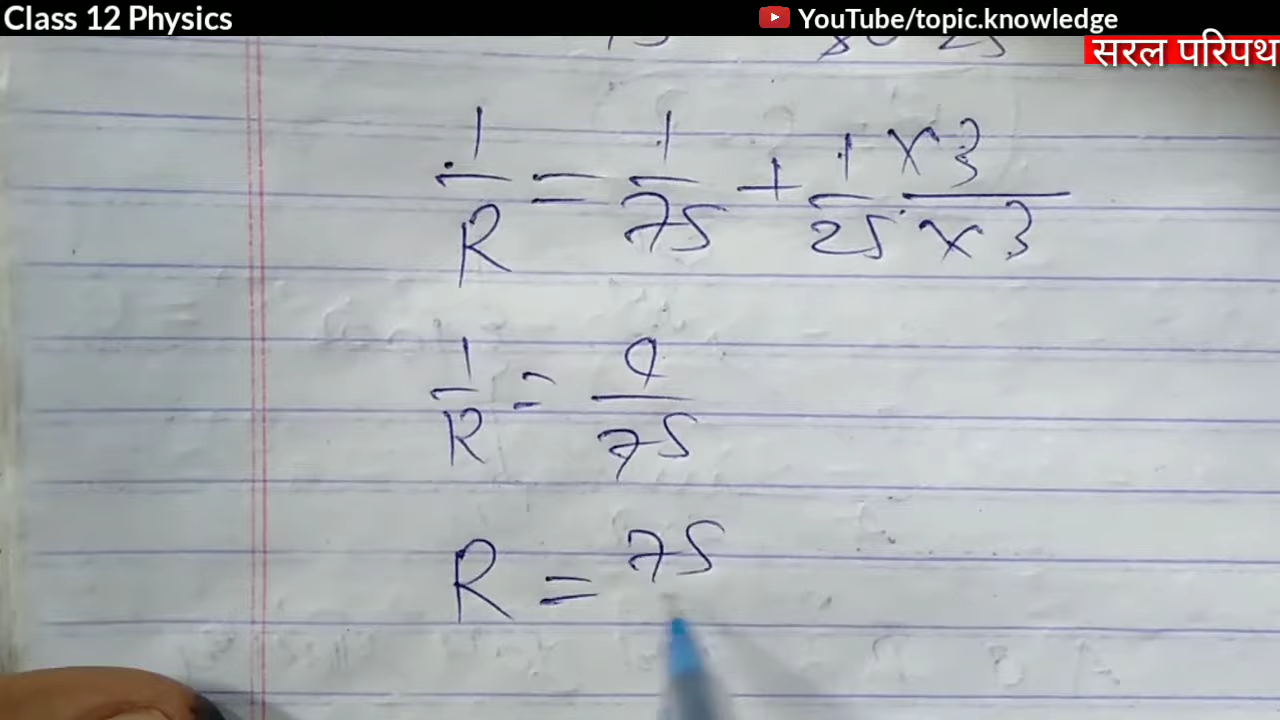 Class 12 Physics
YouTube/topic.knowledge
सरल परिपथ
1/R = 1/75 + 1×3/25×3
1/R = 9/75
R = 75